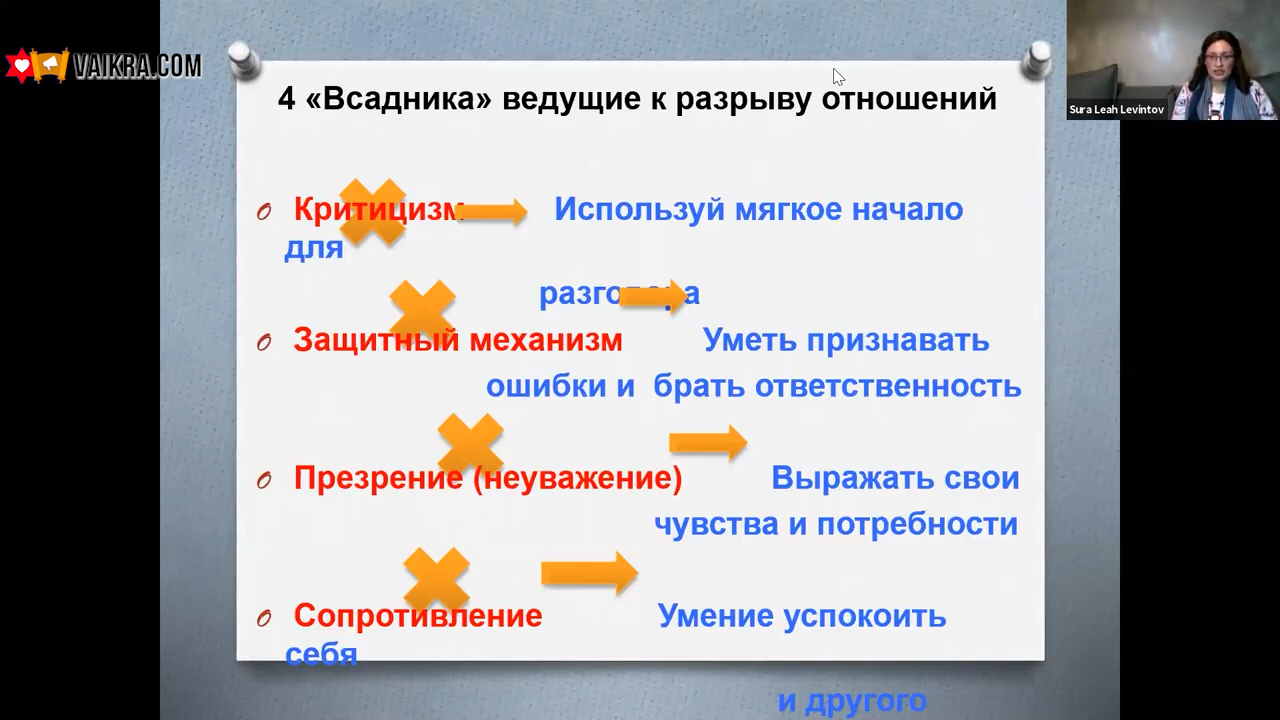 VAIKRA.COM
Sura Leah Levintov
4 «Всадника» ведущие к разрыву отношений
Критицизм Используй мягкое начало
для
разговора
Защитный механизм Уметь признавать
ошибки и брать ответственность
Презрение (неуважение) Выражать свои
чувства и потребности
Сопротивление Умение успокоить
себя
и другого